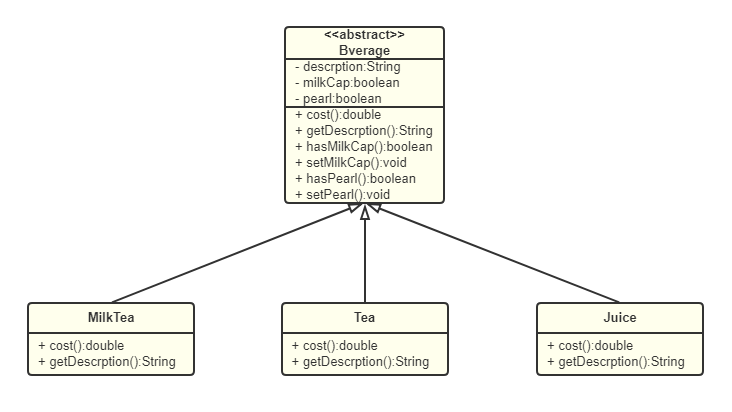 <<abstract>>
Bverage
- descrption:String
- milkCap:boolean
- pearl:boolean
+ cost():double
+ getDescrption():String
+ hasMilkCap():boolean
+ setMilkCap():void
+ hasPearl():boolean
+ setPearl():void
MilkTea
+ cost():double
+ getDescrption():String
Tea
+ cost():double
+ getDescrption():String
Juice
+ cost():double
+ getDescrption():String